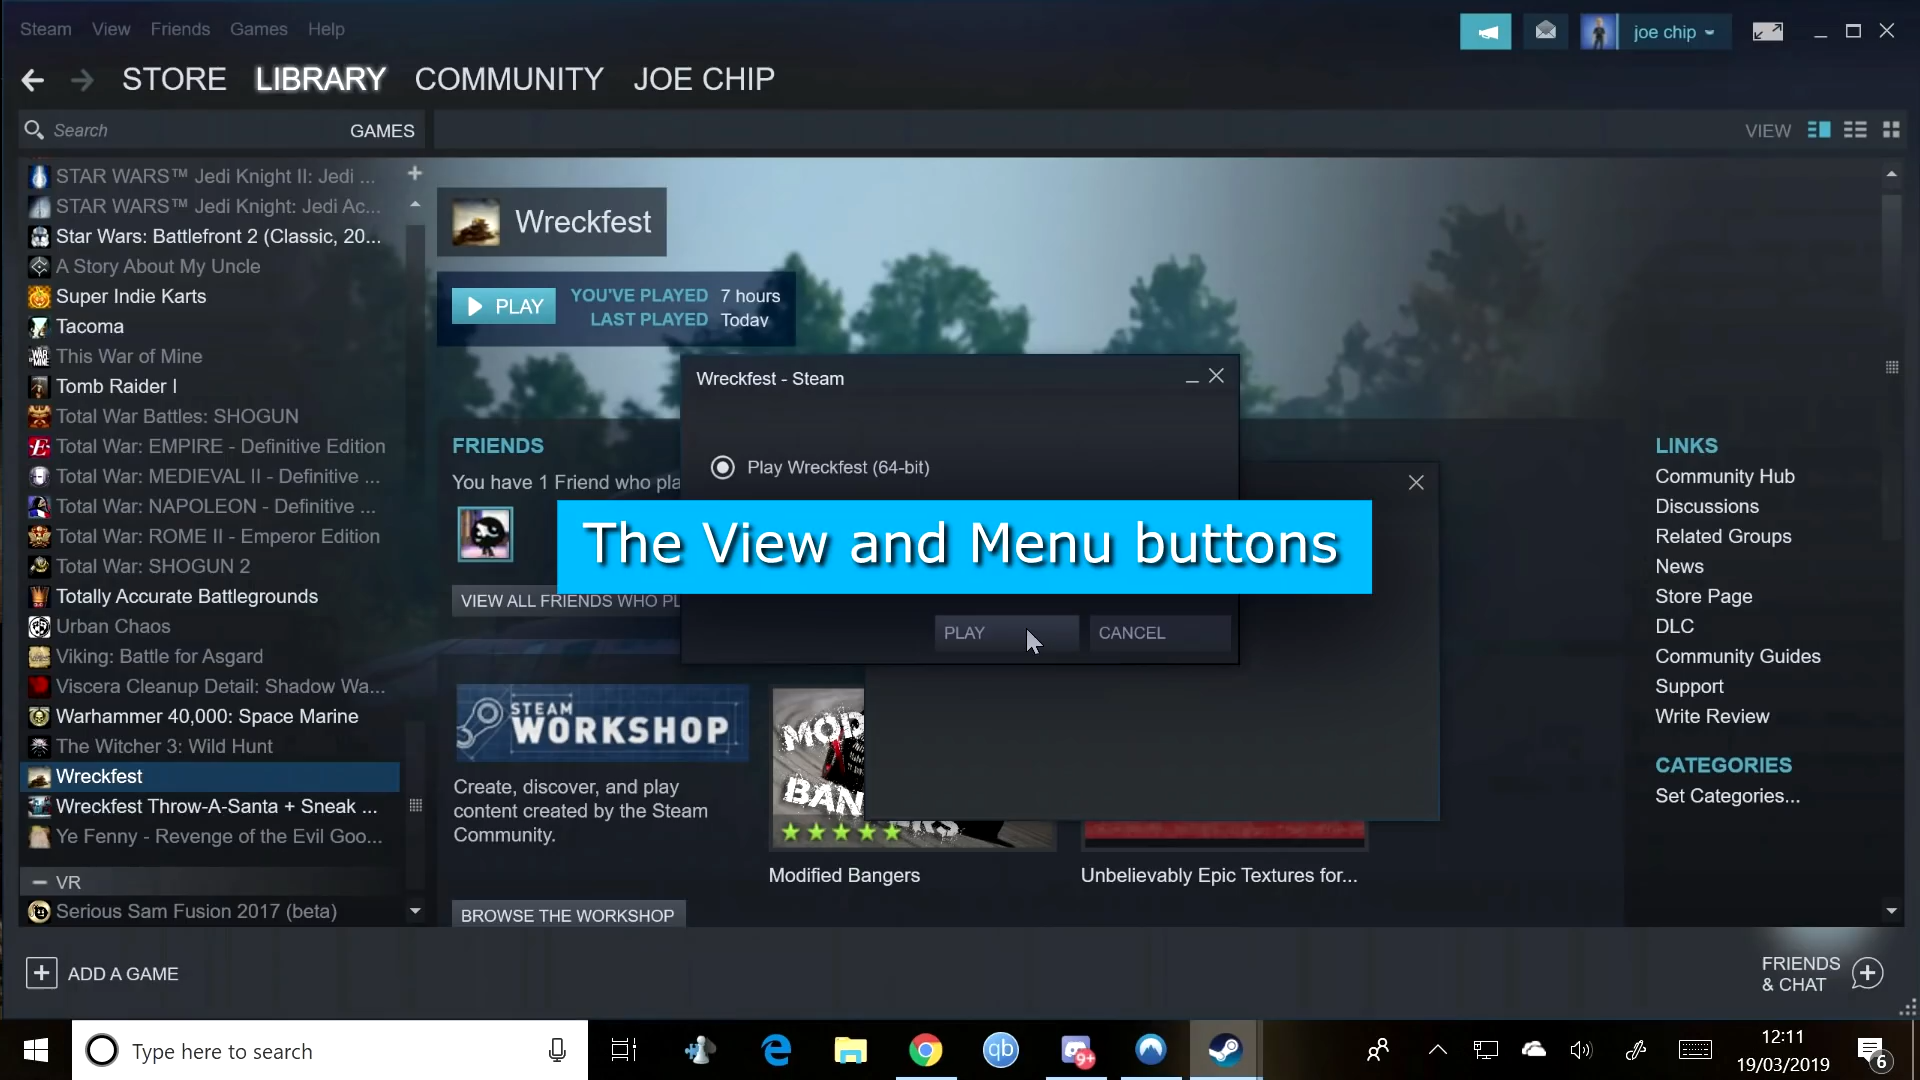 Steam View Friends Games Help
joe chip
STORE LIBRARY COMMUNITY JOE CHIP
Search GAMES
VIEW
STAR WARS™ Jedi Knight II: Jedi ...
STAR WARS™ Jedi Knight: Jedi Ac...
Star Wars: Battlefront 2 (Classic, 20...
A Story About My Uncle
Super Indie Karts
Tacoma
This War of Mine
Tomb Raider I
Total War Battles: SHOGUN
Total War: EMPIRE - Definitive Edition
Total War: MEDIEVAL II - Definitive ...
Total War: NAPOLEON - Definitive ...
Total War: ROME II - Emperor Edition
Total War: SHOGUN 2
Totally Accurate Battlegrounds
Urban Chaos
Viking: Battle for Asgard
Viscera Cleanup Detail: Shadow Wa...
Warhammer 40,000: Space Marine
The Witcher 3: Wild Hunt
Wreckfest
Wreckfest Throw-A-Santa + Sneak ...
Ye Fenny - Revenge of the Evil Goo...
VR
Serious Sam Fusion 2017 (beta)
Wreckfest
PLAY
YOU'VE PLAYED 7 hours
LAST PLAYED Today
FRIENDS
You have 1 Friend who pla
VIEW ALL FRIENDS WHO PL
Wreckfest - Steam
Play Wreckfest (64-bit)
The View and Menu buttons
PLAY CANCEL
STEAM
WORKSHOP
Create, discover, and play
content created by the Steam
Community.
BROWSE THE WORKSHOP
Modified Bangers
Unbelievably Epic Textures for...
LINKS
Community Hub
Discussions
Related Groups
News
Store Page
DLC
Community Guides
Support
Write Review
CATEGORIES
Set Categories...
ADD A GAME
FRIENDS
& CHAT
Type here to search
qb
9+
12:11
19/03/2019
6